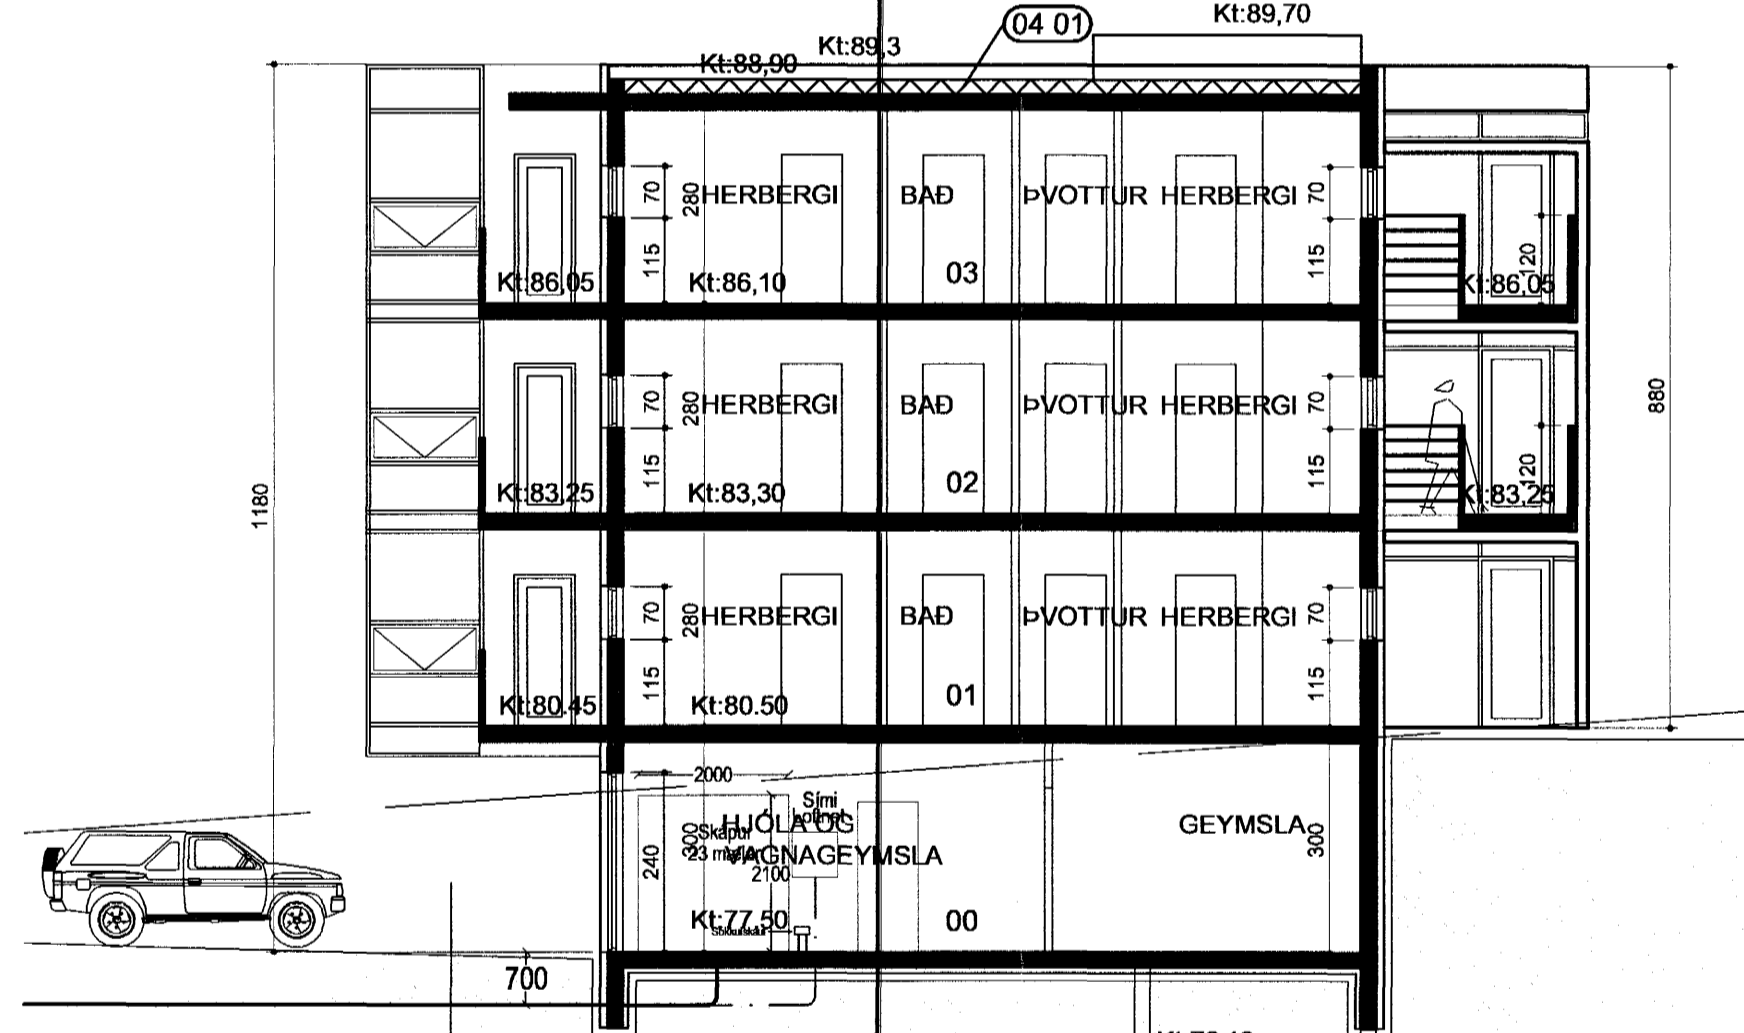 Kt:89,70
04 01
Kt:89,3
Kt:88,90
HERBERGI BAÐ ÞVOTTUR HERBERGI
70 280 70
115 115 120
03
Kt:86,05 Kt:86,10 Kt:86,05
HERBERGI BAÐ ÞVOTTUR HERBERGI
70 280 70
880
115 115 120
02
Kt:83,25 Kt:83,30 Kt:83,25
1180
HERBERGI BAÐ ÞVOTTUR HERBERGI
70 280 70
115 115
01
Kt:80.45 Kt:80.50
2000
Sími
Loftnet
HJÓLA OG GEYMSLA
Skápur
VAGNAGEYMSLA
240 300 300
2100
Kt:77,50 00
700